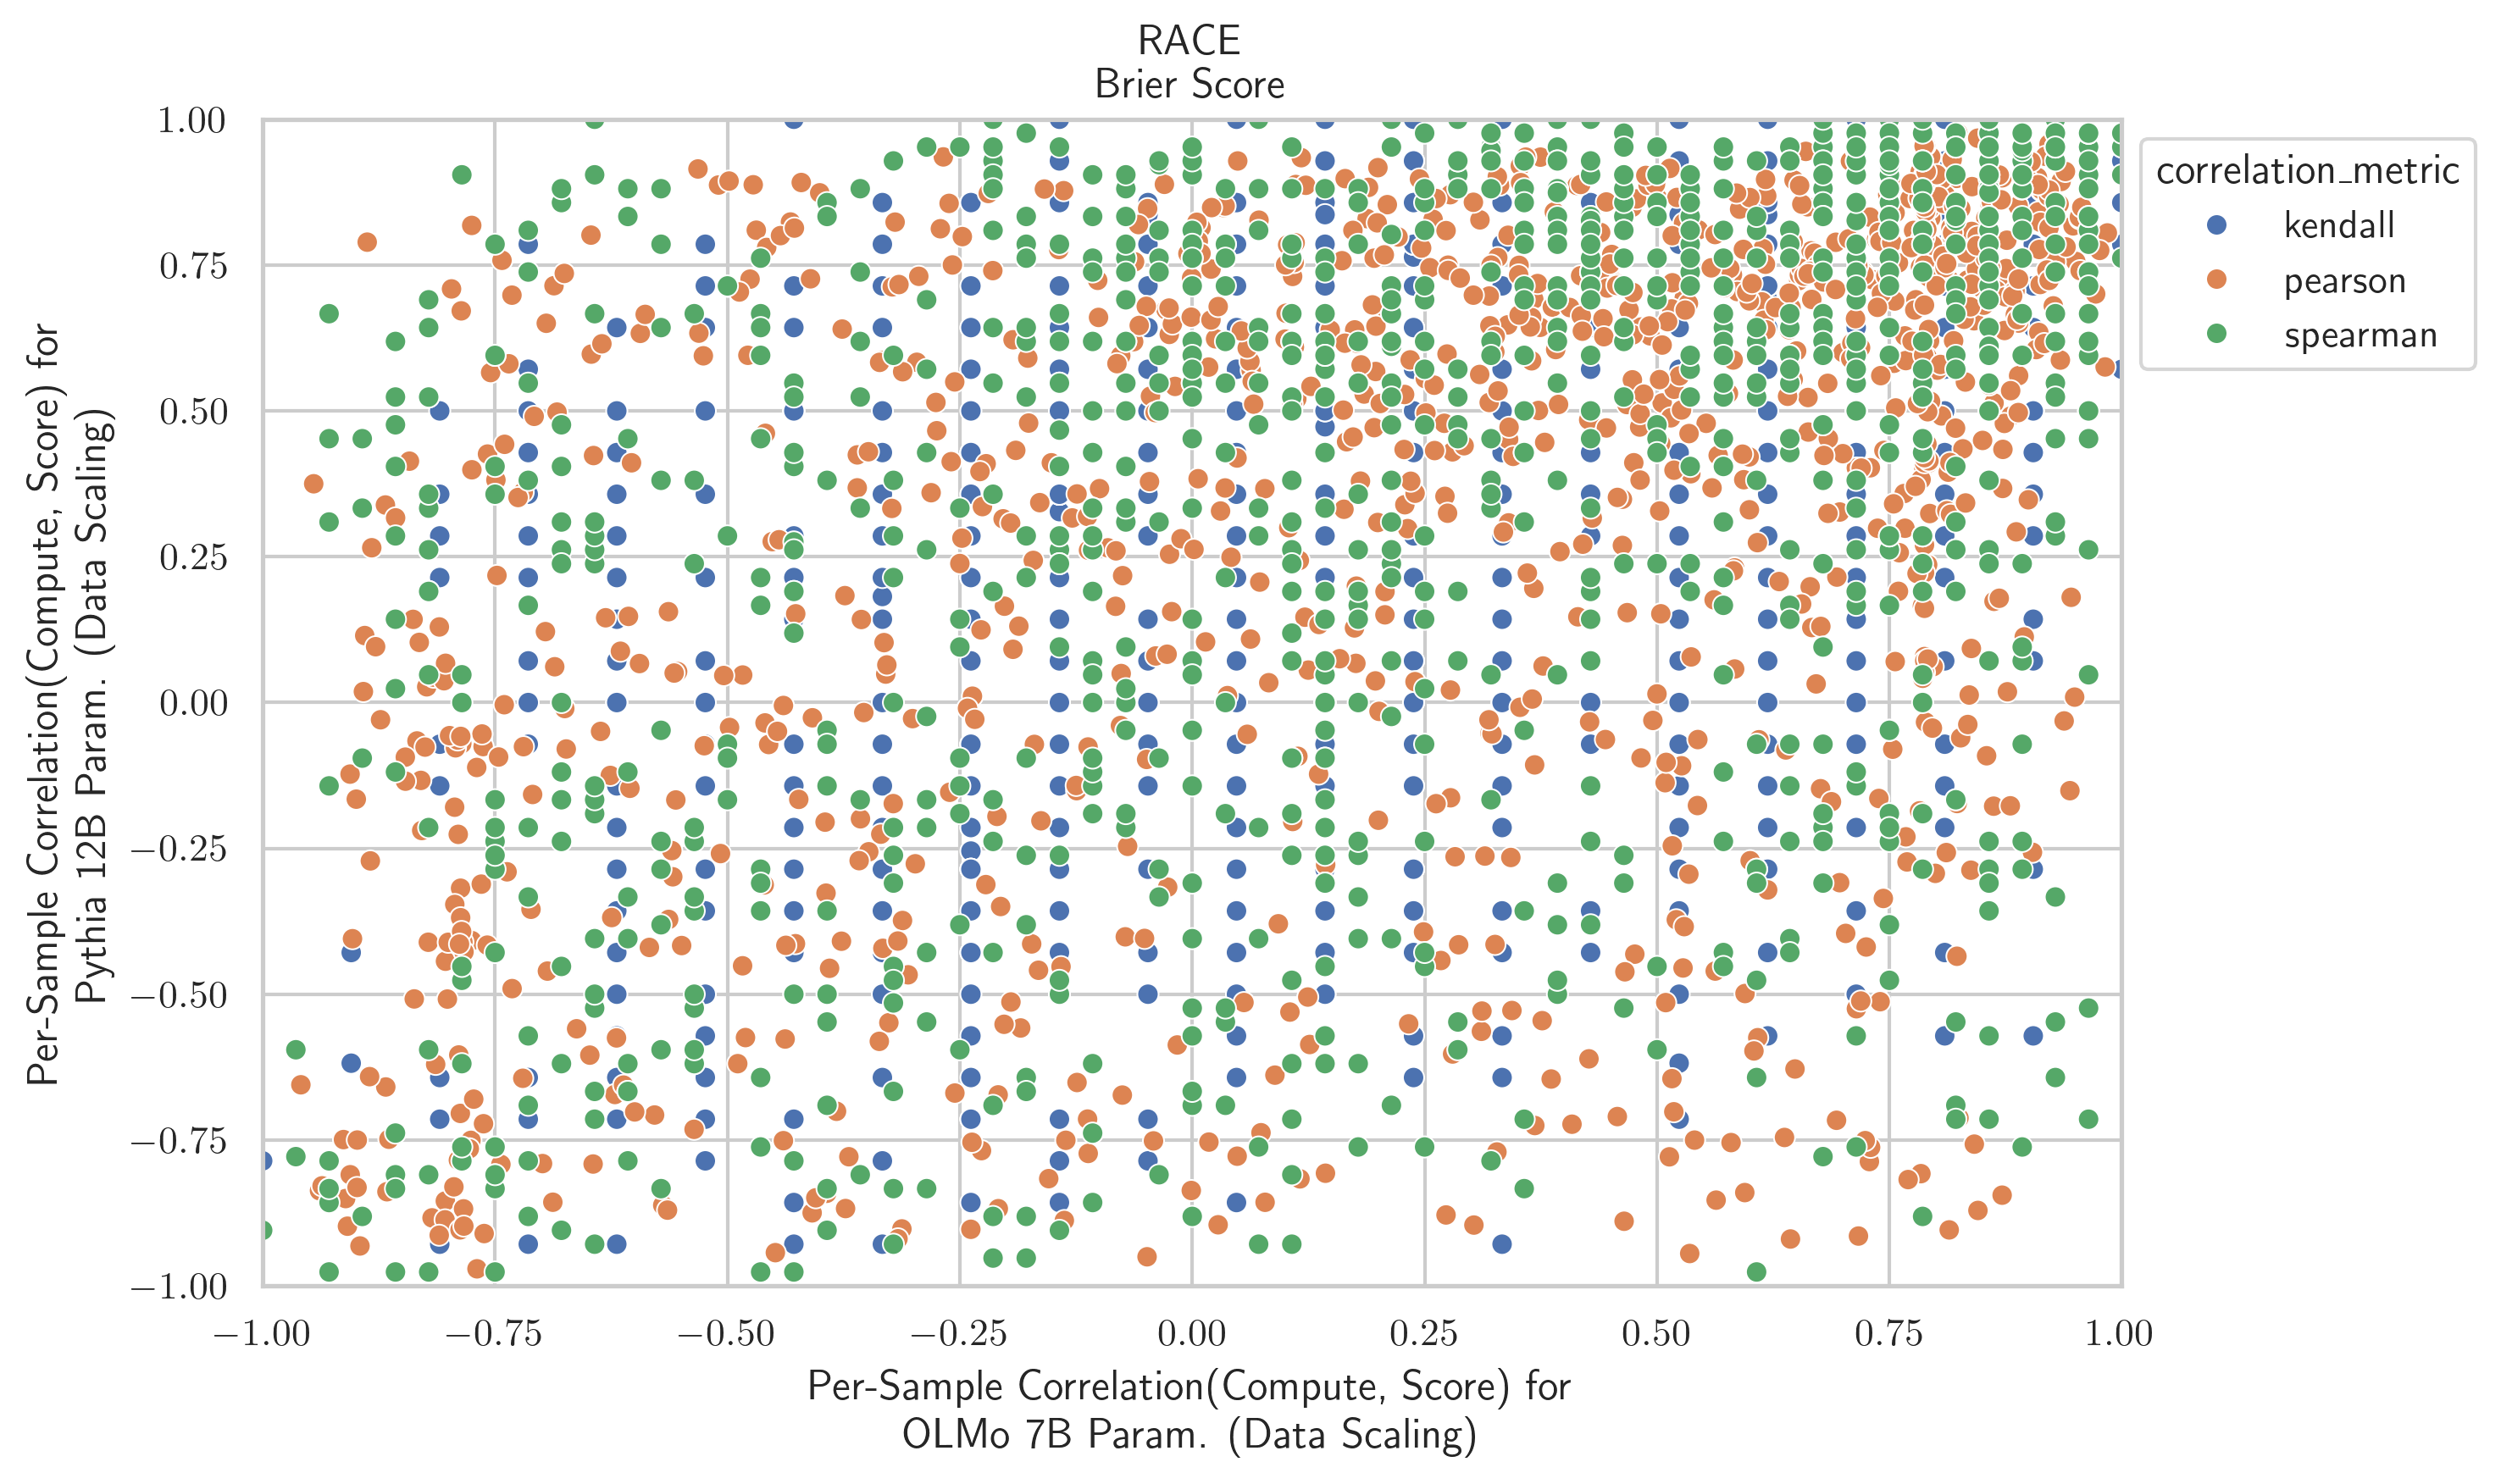 RACE
Brier Score
Per-Sample Correlation(Compute, Score) for
Pythia 12B Param. (Data Scaling)
1.00
0.75
0.50
0.25
0.00
−0.25
−0.50
−0.75
−1.00
−1.00 −0.75 −0.50 −0.25 0.00 0.25 0.50 0.75 1.00
Per-Sample Correlation(Compute, Score) for
OLMo 7B Param. (Data Scaling)
correlation_metric
kendall
pearson
spearman